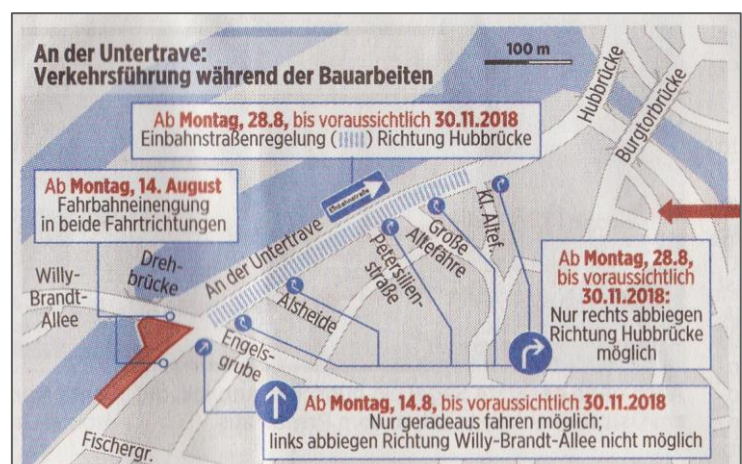 An der Untertrave:
Verkehrsführung während der Bauarbeiten
100 m
Ab Montag, 28.8, bis voraussichtlich 30.11.2018
Einbahnstraßenregelung ( ) Richtung Hubbrücke
Ab Montag, 14. August
Fahrbahneinengung
in beide Fahrtrichtungen
Einbahnstraße
Hubbrücke
Burgtorbrücke
An der Untertrave
Dreh-
brücke
Willy-
Brandt-
Allee
Kl. Altef.
Große
Altefähre
Petersilien-
straße
Alsheide
Engels-
grube
Fischergr.
Ab Montag, 28.8,
bis voraussichtlich
30.11.2018:
Nur rechts abbiegen
Richtung Hubbrücke
möglich
Ab Montag, 14.8, bis voraussichtlich 30.11.2018
Nur geradeaus fahren möglich;
links abbiegen Richtung Willy-Brandt-Allee nicht möglich